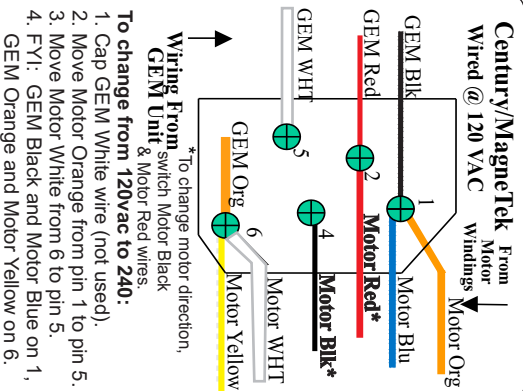 Century/MagneTek
Wired @ 120 VAC
From
Motor
Windings
GEM Blk
1
Motor Org
Motor Blu
GEM Red
2
Motor Red*
GEM WHT
5
4
Motor Blk*
GEM Org
6
Motor WHT
Motor Yellow
Wiring From
GEM Unit
*To change motor direction,
switch Motor Black
& Motor Red wires.
To change from 120vac to 240:
1. Cap GEM White wire (not used).
2. Move Motor Orange from pin 1 to pin 5.
3. Move Motor White from 6 to pin 5.
4. FYI: GEM Black and Motor Blue on 1,
GEM Orange and Motor Yellow on 6.